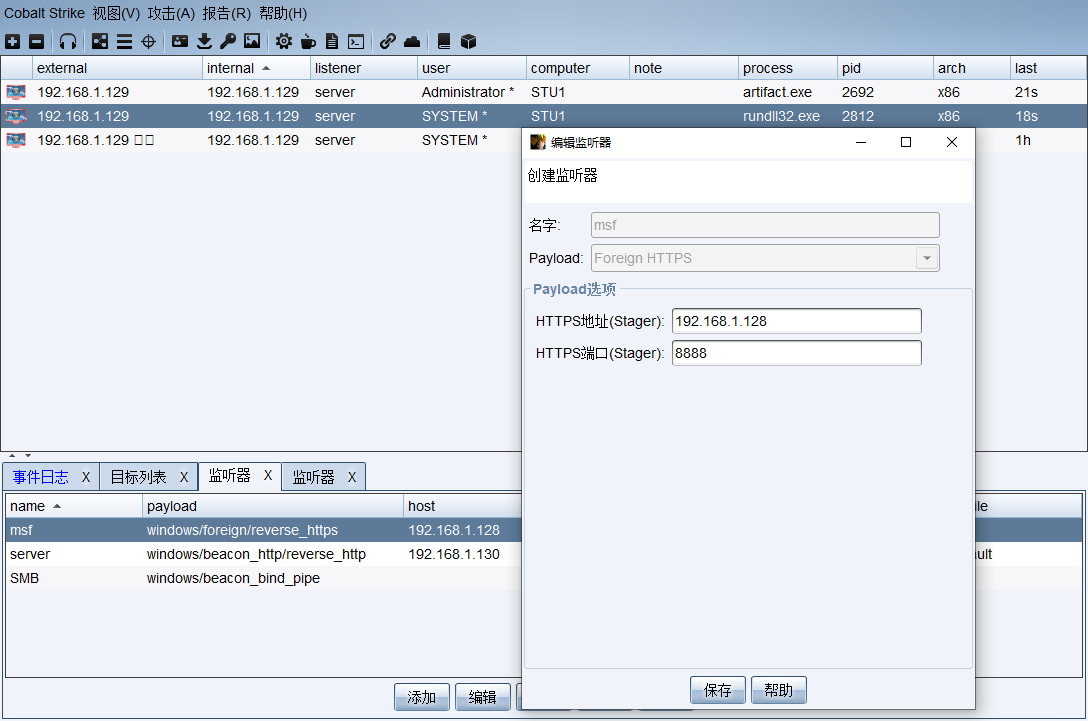 Cobalt Strike 视图(V) 攻击(A) 报告(R) 帮助(H)
external internal listener user computer note process pid arch last
192.168.1.129 192.168.1.129 server Administrator * STU1 artifact.exe 2692 x86 21s
192.168.1.129 192.168.1.129 server SYSTEM * STU1 rundll32.exe 2812 x86 18s
192.168.1.129 192.168.1.129 server SYSTEM * 1h
编辑监听器
创建监听器
名字: msf
Payload: Foreign HTTPS
Payload选项
HTTPS地址(Stager): 192.168.1.128
HTTPS端口(Stager): 8888
保存 帮助
事件日志 X 目标列表 X 监听器 X 监听器 X
name payload host
msf windows/foreign/reverse_https 192.168.1.128
server windows/beacon_http/reverse_http 192.168.1.130
SMB windows/beacon_bind_pipe
添加 编辑